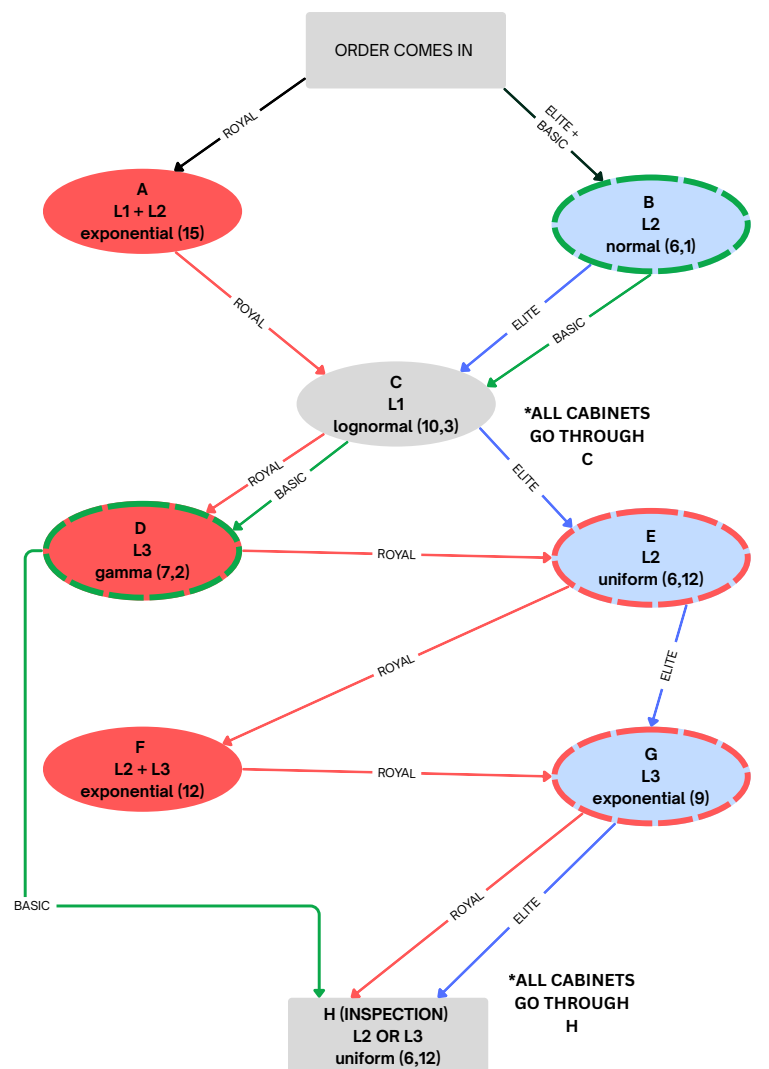 ORDER COMES IN
ROYAL
ELITE +
BASIC
A
L1 + L2
exponential (15)
B
L2
normal (6,1)
ROYAL
ELITE
BASIC
C
L1
lognormal (10,3)
*ALL CABINETS
GO THROUGH
C
ROYAL
BASIC
ELITE
D
L3
gamma (7,2)
ROYAL
E
L2
uniform (6,12)
ROYAL
ELITE
F
L2 + L3
exponential (12)
ROYAL
G
L3
exponential (9)
BASIC
ROYAL
ELITE
*ALL CABINETS
GO THROUGH
H
H (INSPECTION)
L2 OR L3
uniform (6,12)